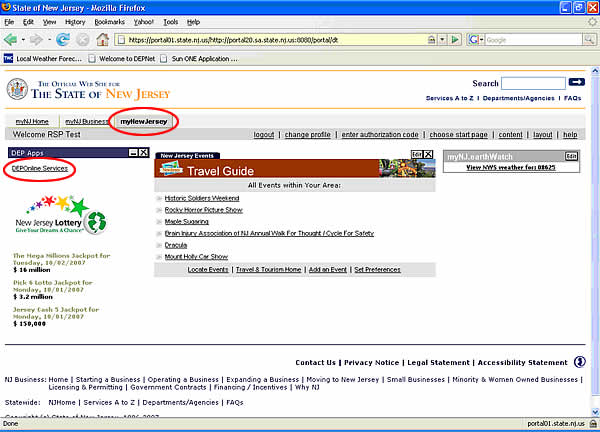 State of New Jersey - Mozilla Firefox
File Edit View History Bookmarks Yahoo! Tools Help
https://portal01.st.nj.us/http://portal20.sa.state.nj.us:8080/portal/dt
Google
Local Weather Forec... Welcome to DEPNet Sun ONE Application ...
THE OFFICIAL WEB SITE FOR
THE STATE OF NEW JERSEY
Search
Services A to Z | Departments/Agencies | FAQs
myNJ Home myNJ Business myNewJersey
Welcome RSP Test
logout | change profile | enter authorization code | choose start page | content | layout | help
DEP Apps
DEPOnline Services
New Jersey Lottery
Give Your Dreams A Chance
The Mega Millions Jackpot for
Tuesday, 10/02/2007
$ 16 million
Pick 6 Lotto Jackpot for
Monday, 10/01/2007
$ 3.2 million
Jersey Cash 5 Jackpot for
Monday, 10/01/2007
$ 150,000
New Jersey Events
Edit
Travel Guide
All Events within Your Area:
Historic Soldiers Weekend
Rocky Horror Picture Show
Maple Sugaring
Brain Injury Association of NJ Annual Walk For Thought / Cycle For Safety
Dracula
Mount Holly Car Show
Locate Events | Travel & Tourism Home | Add an Event | Set Preferences
myNJ.earthWatch
Edit
View NWS weather for: 08625
Contact Us | Privacy Notice | Legal Statement | Accessibility Statement
NJ Business: Home | Starting a Business | Operating a Business | Expanding a Business | Moving to New Jersey | Small Businesses | Minority & Women Owned Businesses |
Licensing & Permitting | Government Contracts | Financing / Incentives | Why NJ
Statewide: NJHome | Services A to Z | Departments/Agencies | FAQs
Copyright (c) State of New Jersey, 1996-2007
Done
portal01.st.nj.us